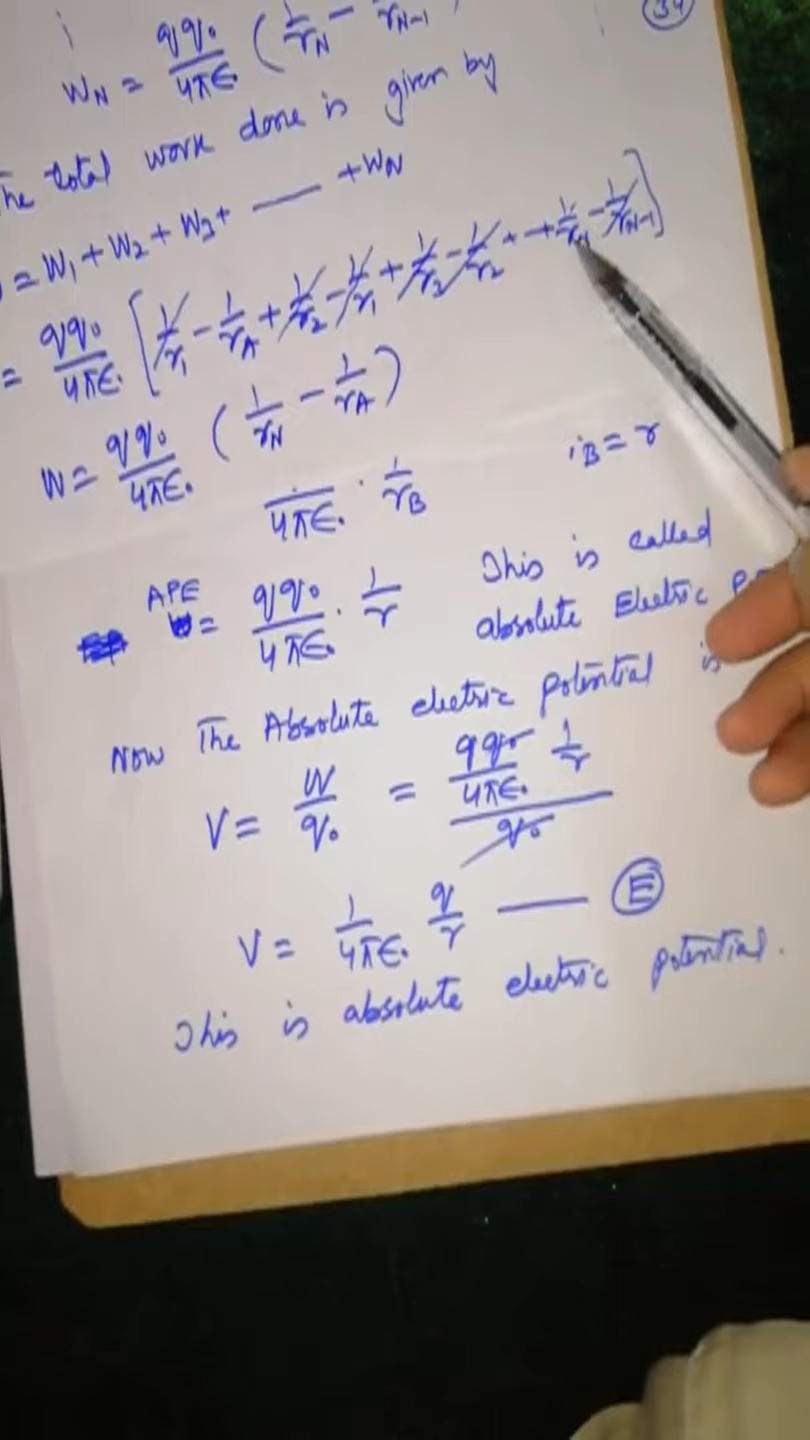 34
W_N = qq₀/4πε₀ (1/r_N − 1/r_N-1
The total work done is given by
= W₁ + W₂ + W₃ + —— + W_N
= qq₀/4πε₀ [1/r₁ − 1/r_A + 1/r₂ − 1/r₁ + 1/r₃ − 1/r₂ · − + 1/r_N − 1/r_N-1]
W = qq₀/4πε₀ (1/r_N − 1/r_A)
/4πε₀ · 1/r_B
r_B = r
APE
= qq₀/4πε₀ · 1/r
This is called
absolute Electric
Now The Absolute electric potential is
V = W/q₀ = (qq₀/4πε₀ 1/r)/q₀
V = 1/4πε₀ q/r —— (E)
This is absolute electric potential.